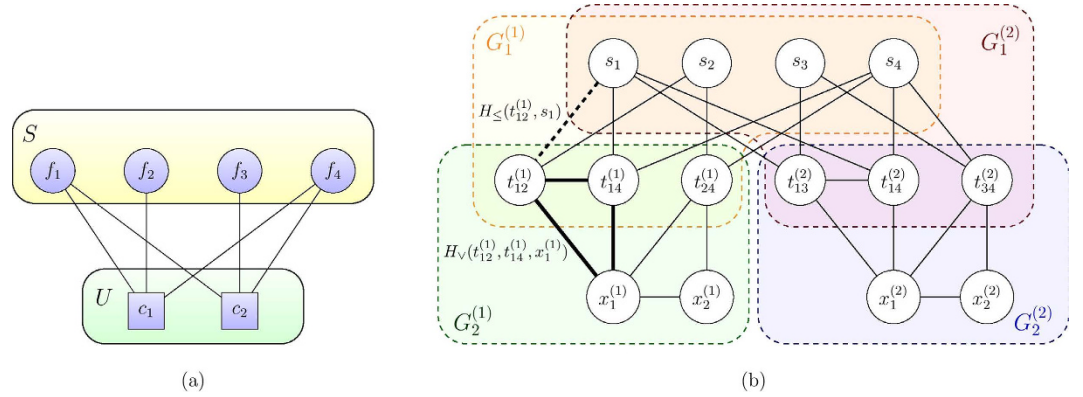 S
f₁ f₂ f₃ f₄
U
c₁ c₂
(a)
G₁⁽¹⁾ G₁⁽²⁾
s₁ s₂ s₃ s₄
H≤(t₁₂⁽¹⁾, s₁)
t₁₂⁽¹⁾ t₁₄⁽¹⁾ t₂₄⁽¹⁾ t₁₃⁽²⁾ t₁₄⁽²⁾ t₃₄⁽²⁾
H∨(t₁₂⁽¹⁾, t₁₄⁽¹⁾, x₁⁽¹⁾)
x₁⁽¹⁾ x₂⁽¹⁾ x₁⁽²⁾ x₂⁽²⁾
G₂⁽¹⁾ G₂⁽²⁾
(b)